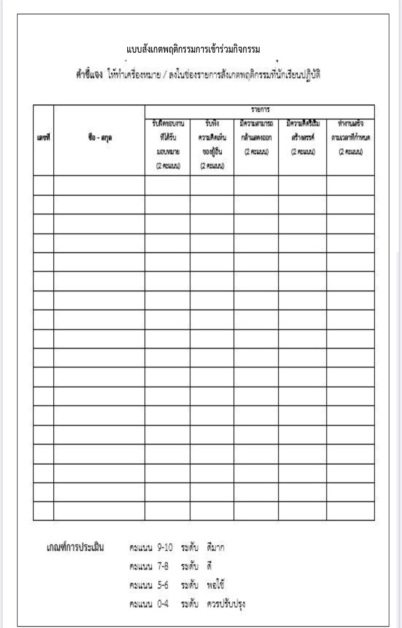 แบบสังเกตพฤติกรรมการเข้าร่วมกิจกรรม
คำชี้แจง ให้ทำเครื่องหมาย / ลงในช่องรายการสังเกตพฤติกรรมที่นักเรียนปฏิบัติ
รายการ
เลขที่
ชื่อ - สกุล
รับผิดชอบงาน
ที่ได้รับ
มอบหมาย
(2 คะแนน)
รับฟัง
ความคิดเห็น
ของผู้อื่น
(2 คะแนน)
มีความสามารถ
กล้าแสดงออก
(2 คะแนน)
มีความคิดริเริ่ม
สร้างสรรค์
(2 คะแนน)
ทำงานเสร็จ
ตามเวลาที่กำหนด
(2 คะแนน)
เกณฑ์การประเมิน คะแนน 9-10 ระดับ ดีมาก
คะแนน 7-8 ระดับ ดี
คะแนน 5-6 ระดับ พอใช้
คะแนน 0-4 ระดับ ควรปรับปรุง